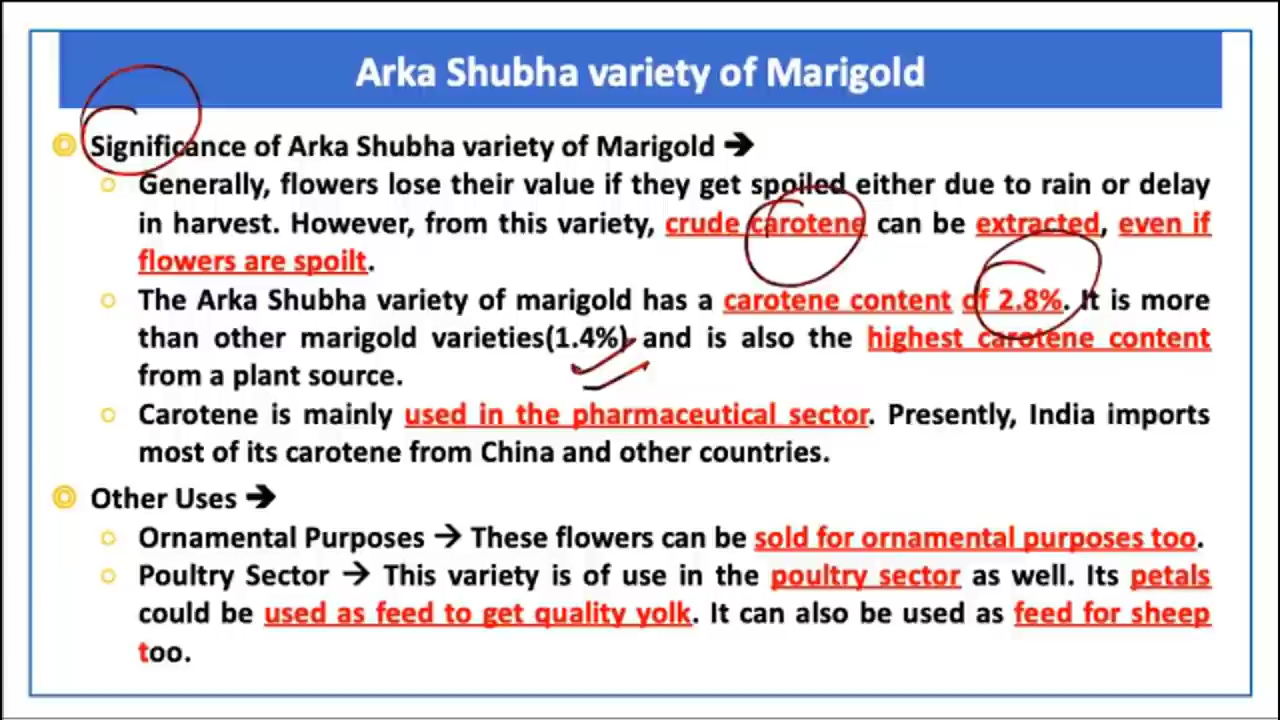 Arka Shubha variety of Marigold
Significance of Arka Shubha variety of Marigold ➔
Generally, flowers lose their value if they get spoiled either due to rain or delay
in harvest. However, from this variety, crude carotene can be extracted, even if
flowers are spoilt.
The Arka Shubha variety of marigold has a carotene content of 2.8%. It is more
than other marigold varieties(1.4%) and is also the highest carotene content
from a plant source.
Carotene is mainly used in the pharmaceutical sector. Presently, India imports
most of its carotene from China and other countries.
Other Uses ➔
Ornamental Purposes → These flowers can be sold for ornamental purposes too.
Poultry Sector → This variety is of use in the poultry sector as well. Its petals
could be used as feed to get quality yolk. It can also be used as feed for sheep
too.